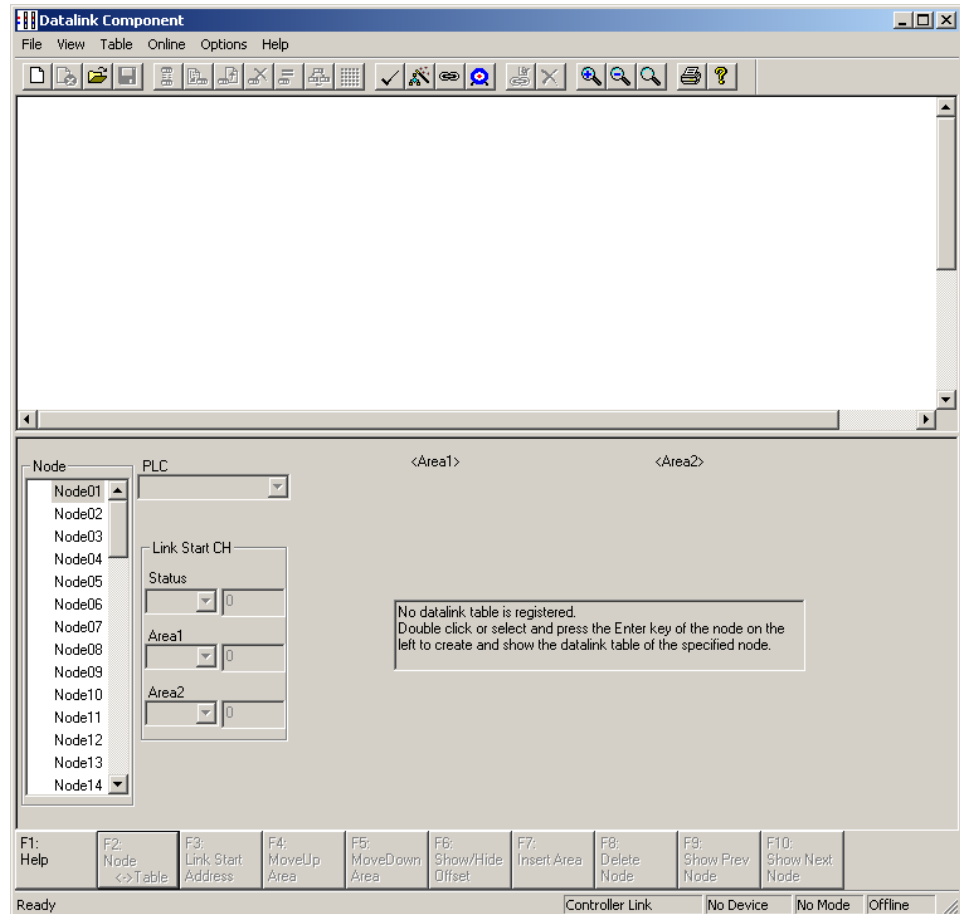 Datalink Component
File View Table Online Options Help
<Area1> <Area2>
Node PLC
Node01
Node02
Node03
Node04
Node05
Node06
Node07
Node08
Node09
Node10
Node11
Node12
Node13
Node14
Link Start CH
Status
0
Area1
0
Area2
0
No datalink table is registered.
Double click or select and press the Enter key of the node on the
left to create and show the datalink table of the specified node.
F1:
Help
F2:
Node
<->Table
F3:
Link Start
Address
F4:
MoveUp
Area
F5:
MoveDown
Area
F6:
Show/Hide
Offset
F7:
Insert Area
F8:
Delete
Node
F9:
Show Prev
Node
F10:
Show Next
Node
Ready Controller Link No Device No Mode Offline